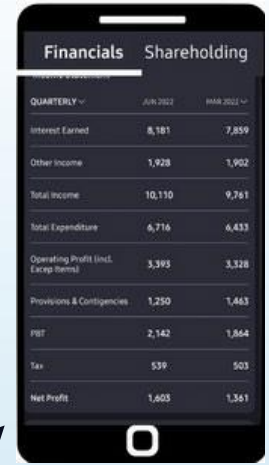 Financials Shareholding
Income Statement
QUARTERLY JUN 2022 MAR 2022
Interest Earned 8,181 7,859
Other Income 1,928 1,902
Total Income 10,110 9,761
Total Expenditure 6,716 6,433
Operating Profit (incl.
Excep Items) 3,393 3,328
Provisions & Contigencies 1,250 1,463
PBT 2,142 1,864
Tax 539 503
Net Profit 1,603 1,361